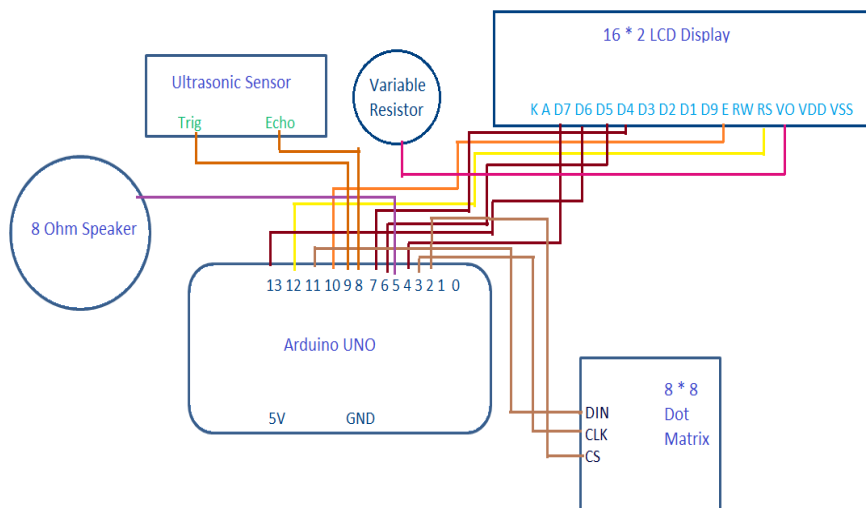 16 * 2 LCD Display
Ultrasonic Sensor
Variable
Resistor
K A D7 D6 D5 D4 D3 D2 D1 D9 E RW RS VO VDD VSS
Trig Echo
8 Ohm Speaker
13 12 11 10 9 8 7 6 5 4 3 2 1 0
Arduino UNO
5V GND
8 * 8
Dot
Matrix
DIN
CLK
CS